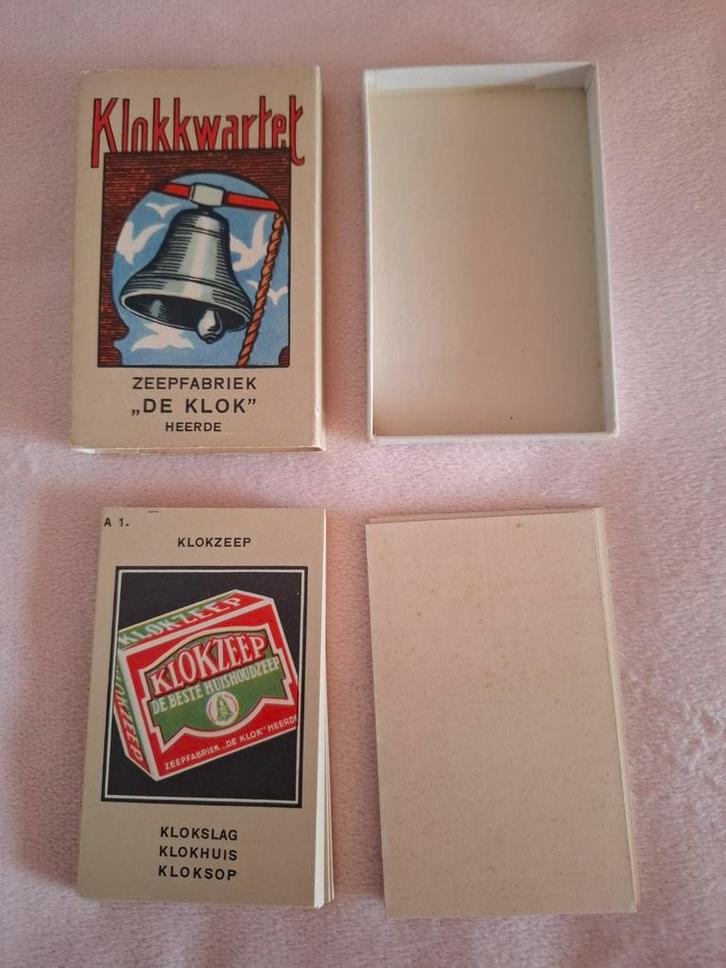 Klokkwartet
ZEEPFABRIEK
„DE KLOK”
HEERDE
A 1.
KLOKZEEP
KLOKZEEP
KLOKZEEP
KLOKZEEP
DE BESTE HUISHOUDZEEP
ZEEPFABRIEK „DE KLOK” HEERDE
KLOKSLAG
KLOKHUIS
KLOKSOP